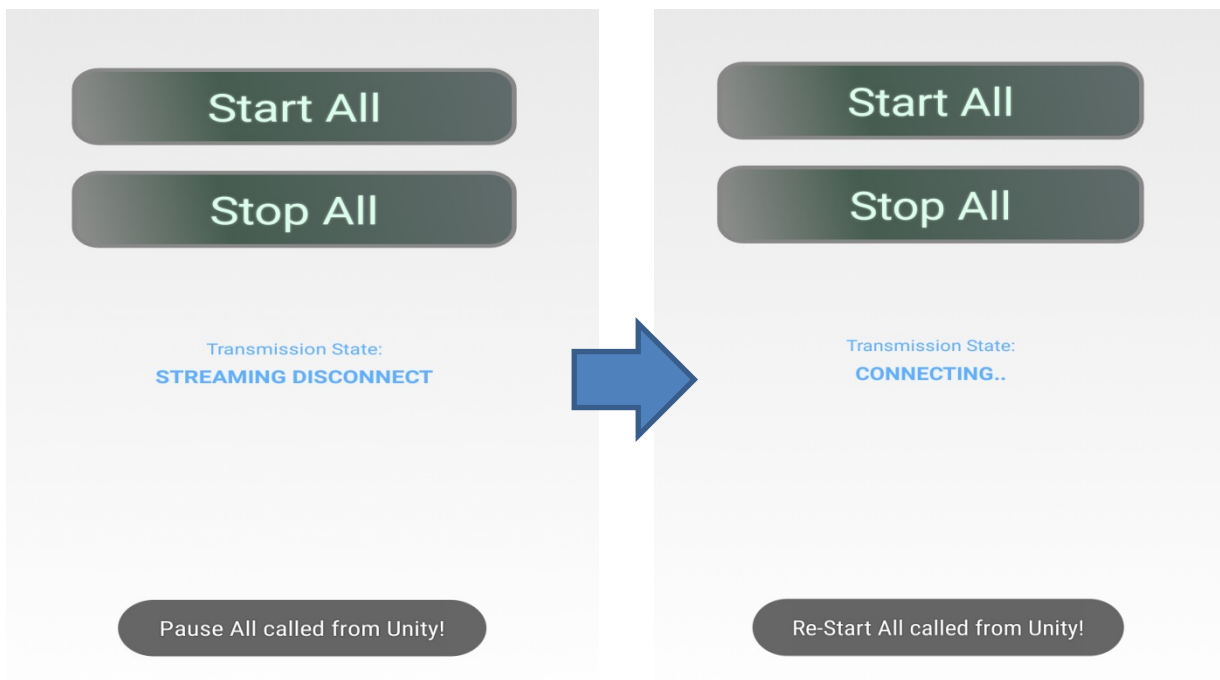 Start All
Stop All
Transmission State:
STREAMING DISCONNECT
Pause All called from Unity!
Start All
Stop All
Transmission State:
CONNECTING..
Re-Start All called from Unity!